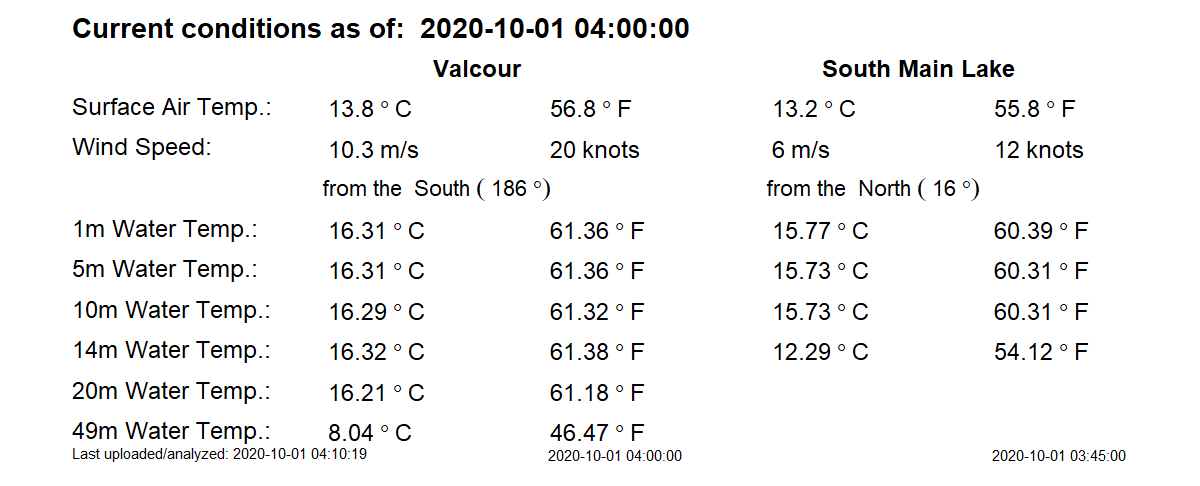 Current conditions as of: 2020-10-01 04:00:00
Valcour South Main Lake
Surface Air Temp.: 13.8 ° C 56.8 ° F 13.2 ° C 55.8 ° F
Wind Speed: 10.3 m/s 20 knots 6 m/s 12 knots
from the South ( 186 °) from the North ( 16 °)
1m Water Temp.: 16.31 ° C 61.36 ° F 15.77 ° C 60.39 ° F
5m Water Temp.: 16.31 ° C 61.36 ° F 15.73 ° C 60.31 ° F
10m Water Temp.: 16.29 ° C 61.32 ° F 15.73 ° C 60.31 ° F
14m Water Temp.: 16.32 ° C 61.38 ° F 12.29 ° C 54.12 ° F
20m Water Temp.: 16.21 ° C 61.18 ° F
49m Water Temp.: 8.04 ° C 46.47 ° F
Last uploaded/analyzed: 2020-10-01 04:10:19 2020-10-01 04:00:00 2020-10-01 03:45:00